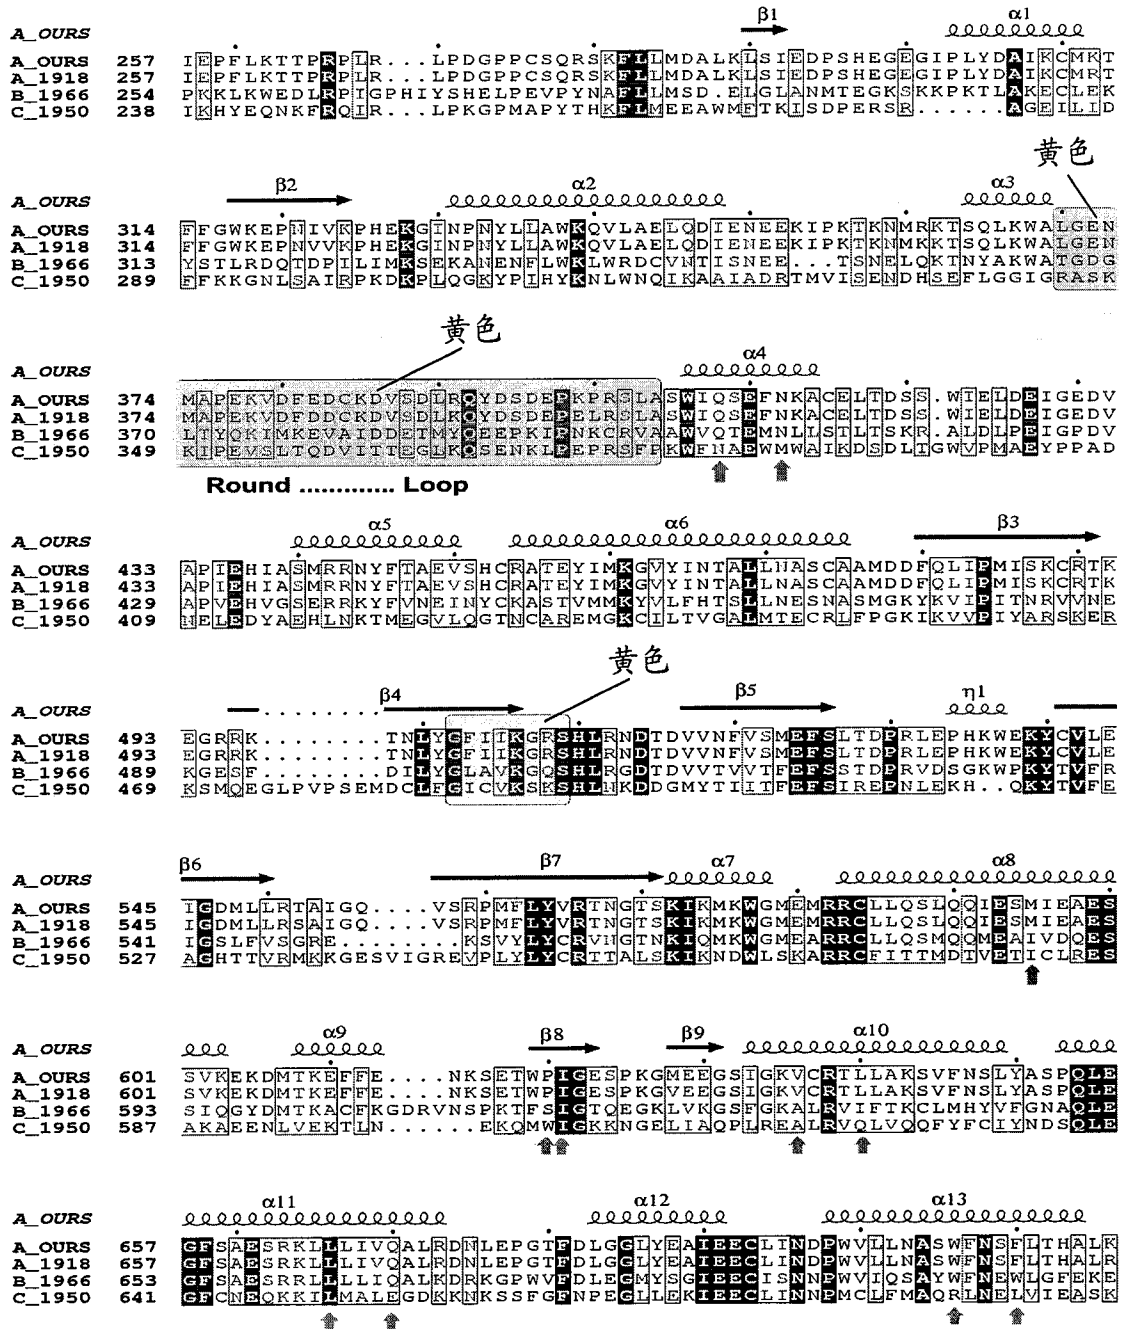 β1 α1
A_OURS
A_OURS 257 IEPFLKTTPRPLR...LPDGPPCSQRSKFLLMDALKLSIEDPSHEGEGIPLYDAIKCMKT
A_1918 257 IEPFLKTTPRPLR...LPDGPPCSQRSKFLLMDALKLSIEDPSHEGEGIPLYDAIKCMRT
B_1966 254 PKKLKWEDLRPIGPHIYSHELPEVPYNAFLLMSD.ELGLANMTEGKSKKPKTLAKECLEK
C_1950 238 IKHYEQNKFRQIR...LPKGPMAPYTHKFLMEEAWMFTKISDPERSR......AGEILID
黄色
β2 α2 α3
A_OURS
A_OURS 314 FFGWKEPNIVKPHEKGINPNYLLAWKQVLAELQDIENEEKIPKTKNMRKTSQLKWALGEN
A_1918 314 FFGWKEPNVVKPHEKGINPNYLLAWKQVLAELQDIENEEKIPKTKNMKKTSQLKWALGEN
B_1966 313 YSTLRDQTDPILIMKSEKANENFLWKLWRDCVNTISNEE...TSNELQKTNYAKWATGDG
C_1950 289 FFKKGNLSAIRPKDKPLQGKYPIHYKNLWNQIKAAIADRTMVISENDHSEFLGGIGRASK
黄色
α4
A_OURS
A_OURS 374 MAPEKVDFEDCKDVSDLRQYDSDEPKPRSLASWIQSEFNKACELTDSS.WIELDEIGEDV
A_1918 374 MAPEKVDFDDCKDVSDLKQYDSDEPELRSLASWIQSEFNKACELTDSS.WIELDEIGEDV
B_1966 370 LTYQKIMKEVAIDDETMYQEEPKIPNKCRVAAWVQTEMNLLSTLTSKR.ALDLPEIGPDV
C_1950 349 KIPEVSLTQDVITTEGLKQSENKLPEPRSFPKWFNAEWMWAIKDSDLIGWVPMAEYPPAD
Round ............. Loop
α5 α6 β3
A_OURS
A_OURS 433 APIEHIASMRRNYFTAEVSHCRATEYIMKGVYINTALLNASCAAMDDFQLIPMISKCRTK
A_1918 433 APIEHIASMRRNYFTAEVSHCRATEYIMKGVYINTALLNASCAAMDDFQLIPMISKCRTK
B_1966 429 APVEHVGSERRKYFVNEINYCKASTVMMKYVLFHTSLLNESNASMGKYKVIPITNRVVNE
C_1950 409 NELEDYAEHLNKTMEGVLQGTNCAREMGKCILTVGALMTECRLFPGKIKVVPIYARSKER
黄色
β4 β5 η1
A_OURS
A_OURS 493 EGRRK........TNLYGFIIKGRSHLRNDTDVVNFVSMEFSLTDPRLEPHKWEKYCVLE
A_1918 493 EGRRK........TNLYGFIIKGRSHLRNDTDVVNFVSMEFSLTDPRLEPHKWEKYCVLE
B_1966 489 KGESF........DILYGLAVKGQSHLRGDTDVVTVVTFEFSSTDPRVDSGKWPKYTVFR
C_1950 469 KSMQEGLPVPSEMDCLFGICVKSKSHLNKDDGMYTIITFEFSIREPNLEKH..QKYTVFE
β6 β7 α7 α8
A_OURS
A_OURS 545 IGDMLLRTAIGQ....VSRPMFLYVRTNGTSKIKMKWGMEMRRCLLQSLQQIESMIEAES
A_1918 545 IGDMLLRSAIGQ....VSRPMFLYVRTNGTSKIKMKWGMEMRRCLLQSLQQIESMIEAES
B_1966 541 IGSLFVSGRE......KSVYLYCRVNGTNKIQMKWGMEARRCLLQSMQQMEAIVDQES
C_1950 527 AGHTTVRMKKGESVIGREVPLYLYCRTTALSKIKNDWLSKARRCFITTMDTVETICLRES
α9 β8 β9 α10
A_OURS
A_OURS 601 SVKEKDMTKEFFE....NKSETWPIGESPKGMEEGSIGKVCRTLLAKSVFNSLYASPQLE
A_1918 601 SVKEKDMTKEFFE....NKSETWPIGESPKGVEEGSIGKVCRTLLAKSVFNSLYASPQLE
B_1966 593 SIQGYDMTKACFKGDRVNSPKTFSIGTQEGKLVKGSFGKALRVIFTKCLMHYVFGNAQLE
C_1950 587 AKAEENLVEKTLN......EKQMWIGKKNGELIAQPLREALRVQLVQQFYFCIYNDSQLE
α11 α12 α13
A_OURS
A_OURS 657 GFSAESRKLLLIVQALRDNLEPGTFDLGGLYEAIEECLINDPWVLLNASWFNSFLTHALK
A_1918 657 GFSAESRKLLLIVQALRDNLEPGTFDLGGLYEAIEECLINDPWVLLNASWFNSFLTHALR
B_1966 653 GFSAESRRLLLLIQALKDRKGPWVFDLEGMYSGIEECISNNPWVIQSAYWFNEWLGFEKE
C_1950 641 GFCNEQKKILMALEGDKKNKSSFGFNPEGLLEKIEECLINNPMCLFMAQRLNELVIEASK